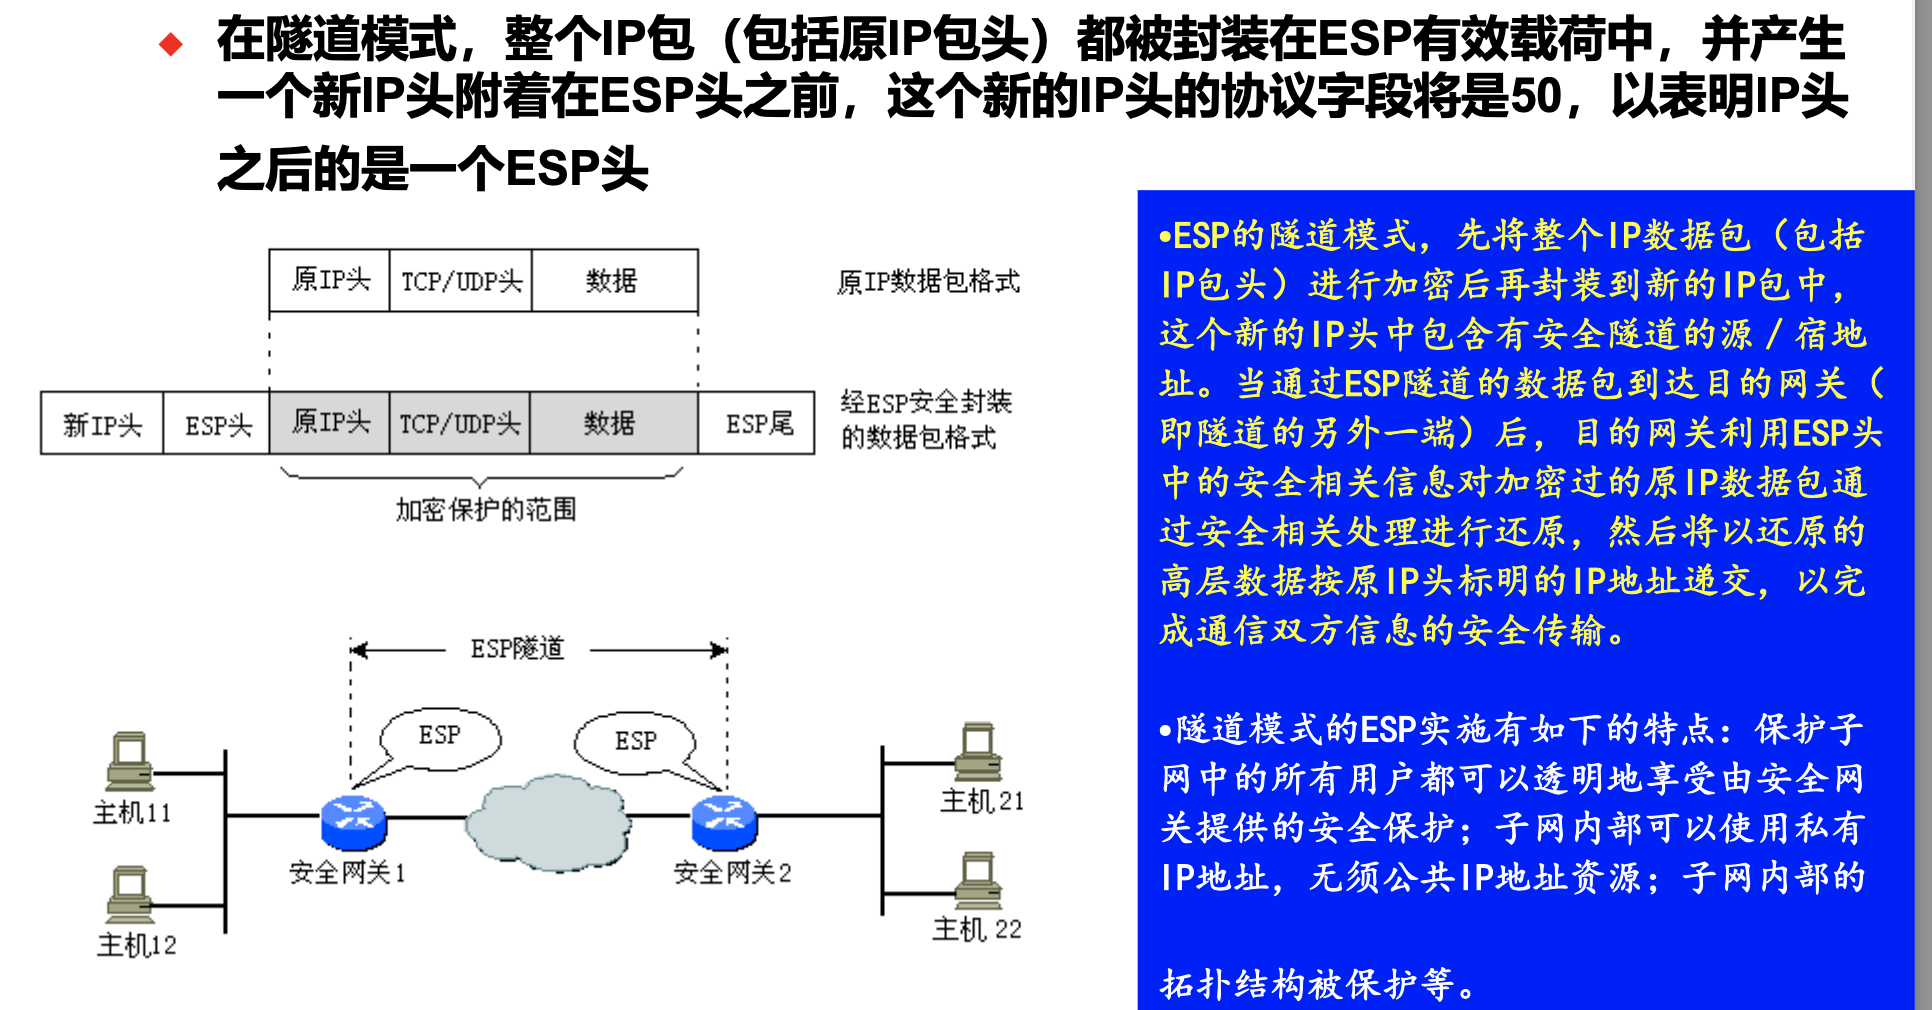 在隧道模式，整个IP包（包括原IP包头）都被封装在ESP有效载荷中，并产生
一个新IP头附着在ESP头之前，这个新的IP头的协议字段将是50，以表明IP头
之后的是一个ESP头
原IP头 TCP/UDP头 数据 原IP数据包格式
新IP头 ESP头 原IP头 TCP/UDP头 数据 ESP尾 经ESP安全封装
的数据包格式
加密保护的范围
ESP隧道
ESP ESP
主机11
主机12
安全网关1
安全网关2
主机21
主机 22
•ESP的隧道模式，先将整个IP数据包（包括
IP包头）进行加密后再封装到新的IP包中，
这个新的IP头中包含有安全隧道的源／宿地
址。当通过ESP隧道的数据包到达目的网关（
即隧道的另外一端）后，目的网关利用ESP头
中的安全相关信息对加密过的原IP数据包通
过安全相关处理进行还原，然后将以还原的
高层数据按原IP头标明的IP地址递交，以完
成通信双方信息的安全传输。
•隧道模式的ESP实施有如下的特点：保护子
网中的所有用户都可以透明地享受由安全网
关提供的安全保护；子网内部可以使用私有
IP地址，无须公共IP地址资源；子网内部的
拓扑结构被保护等。